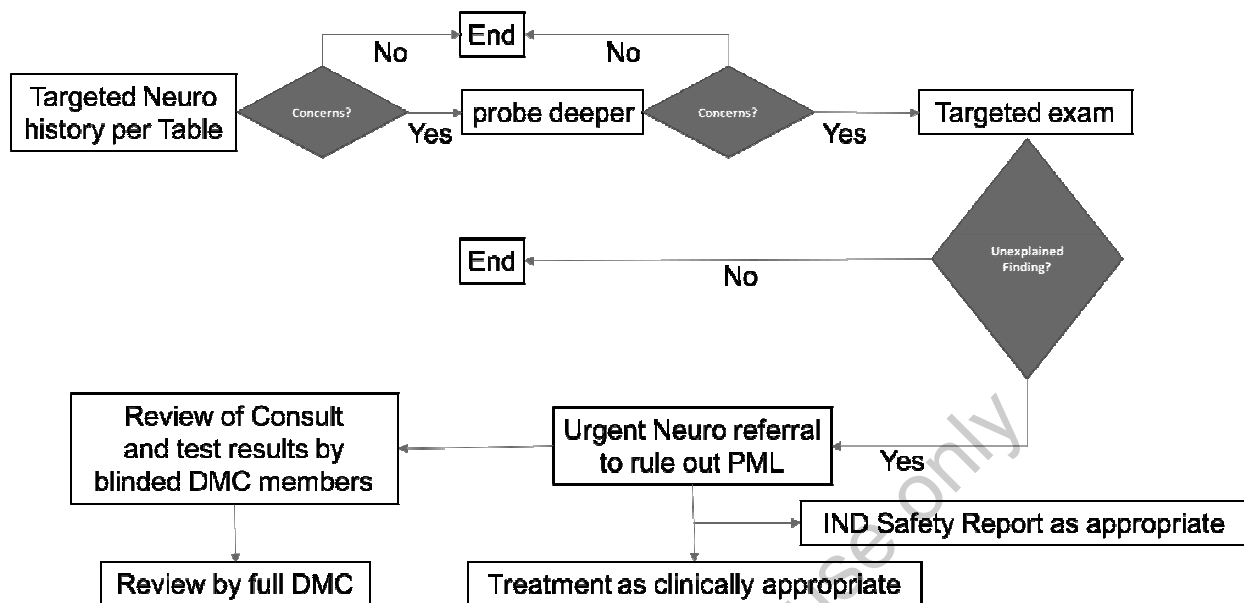 No
End
No
Targeted Neuro
history per Table
Concerns?
Yes
probe deeper
Concerns?
Yes
Targeted exam
Unexplained
Finding?
End
No
Yes
Review of Consult
and test results by
blinded DMC members
Urgent Neuro referral
to rule out PML
IND Safety Report as appropriate
Review by full DMC
Treatment as clinically appropriate
use only